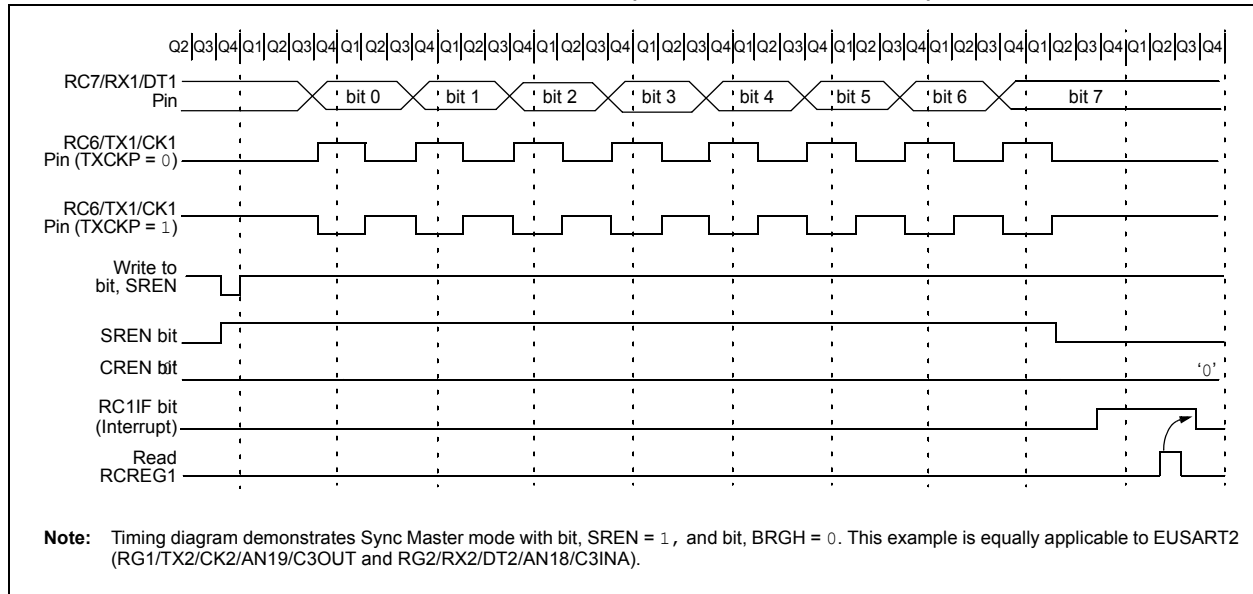 Q2 Q3 Q4 Q1 Q2 Q3 Q4 Q1 Q2 Q3 Q4 Q1 Q2 Q3 Q4 Q1 Q2 Q3 Q4 Q1 Q2 Q3 Q4 Q1 Q2 Q3 Q4 Q1 Q2 Q3 Q4 Q1 Q2 Q3 Q4 Q1 Q2 Q3 Q4 Q1 Q2 Q3 Q4
RC7/RX1/DT1
Pin
bit 0 bit 1 bit 2 bit 3 bit 4 bit 5 bit 6 bit 7
RC6/TX1/CK1
Pin (TXCKP = 0)
RC6/TX1/CK1
Pin (TXCKP = 1)
Write to
bit, SREN
SREN bit
CREN bit
‘0’
RC1IF bit
(Interrupt)
Read
RCREG1
Note: Timing diagram demonstrates Sync Master mode with bit, SREN = 1, and bit, BRGH = 0. This example is equally applicable to EUSART2
(RG1/TX2/CK2/AN19/C3OUT and RG2/RX2/DT2/AN18/C3INA).